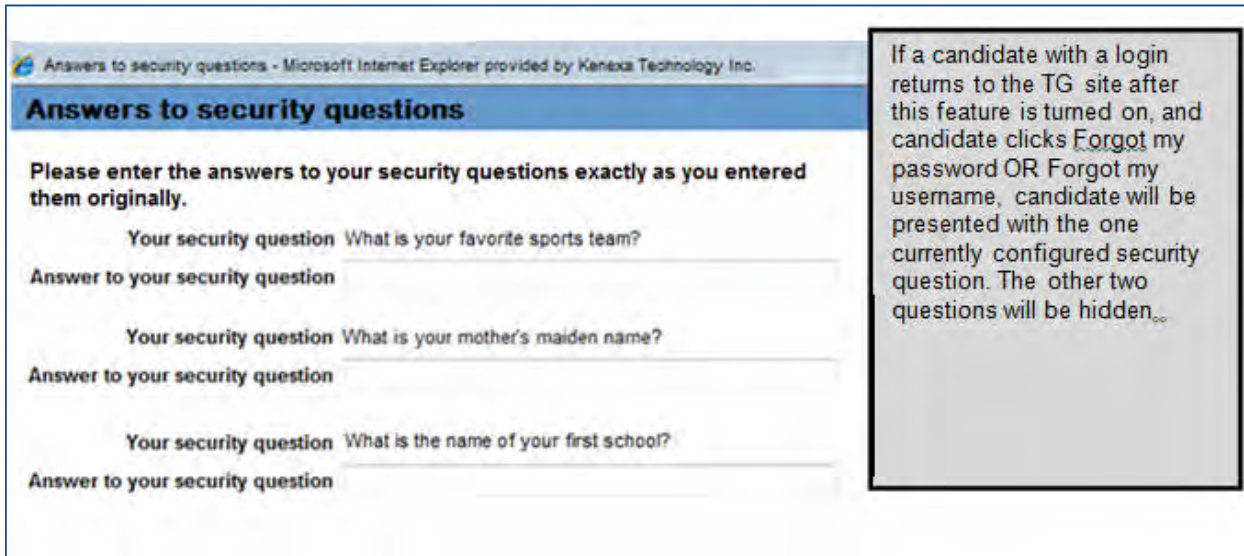 Answers to security questions - Microsoft Internet Explorer provided by Kenexa Technology Inc.
Answers to security questions
Please enter the answers to your security questions exactly as you entered
them originally.
Your security question What is your favorite sports team?
Answer to your security question
Your security question What is your mother's maiden name?
Answer to your security question
Your security question What is the name of your first school?
Answer to your security question
If a candidate with a login
returns to the TG site after
this feature is turned on, and
candidate clicks Forgot my
password OR Forgot my
username, candidate will be
presented with the one
currently configured security
question. The other two
questions will be hidden.